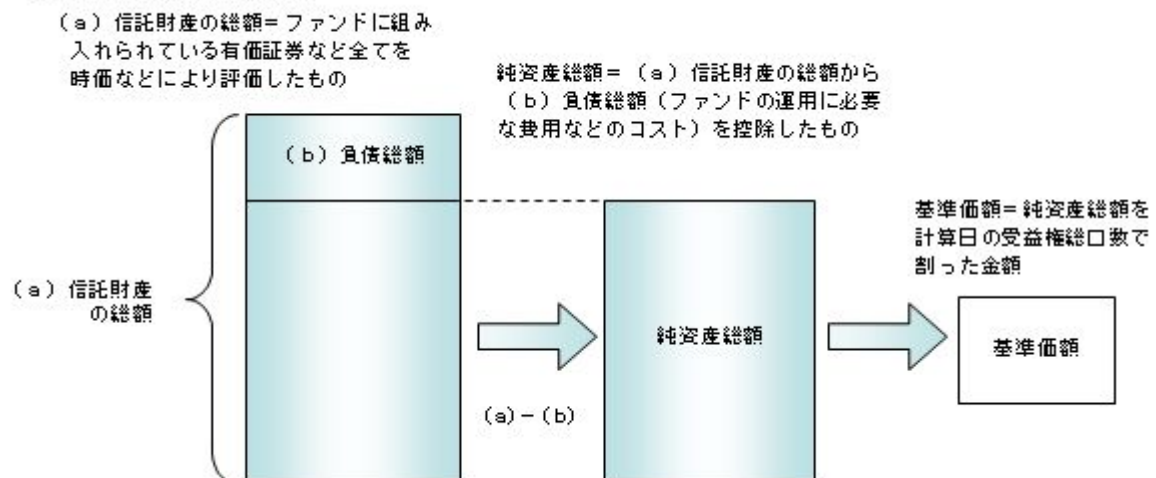 （a）信託財産の総額＝ファンドに組み
入れられている有価証券など全てを
時価などにより評価したもの
純資産総額＝（a）信託財産の総額から
（b）負債総額（ファンドの運用に必要
な費用などのコスト）を控除したもの
（b）負債総額
基準価額＝純資産総額を
計算日の受益権総口数で
割った金額
（a）信託財産
の総額
純資産総額
基準価額
（a）－（b）